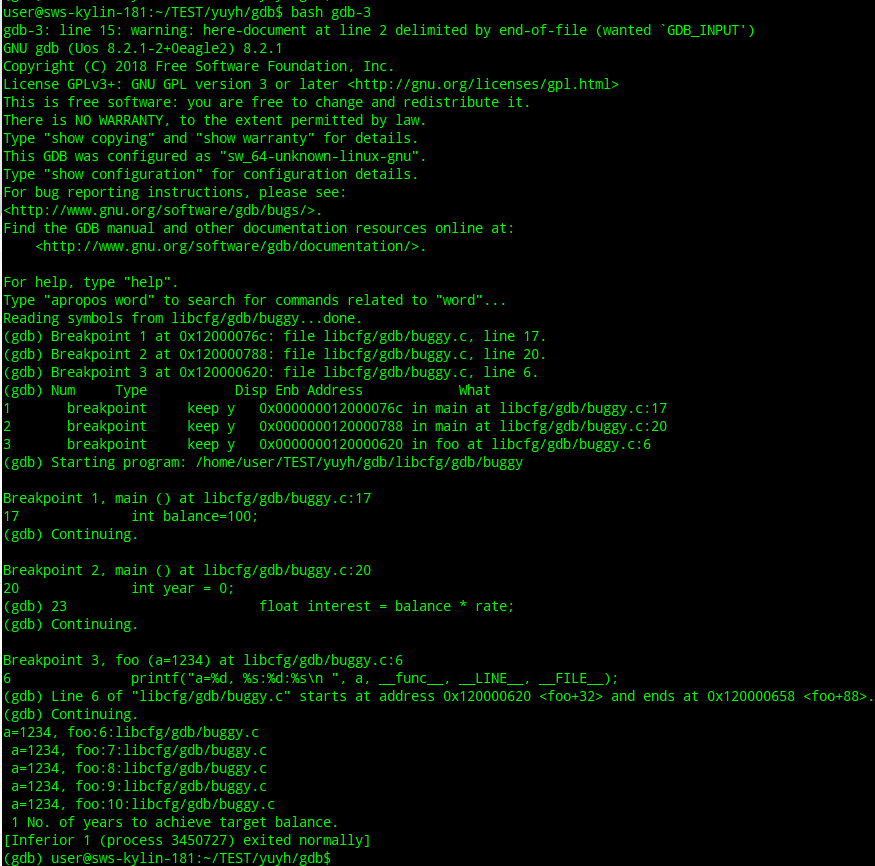 user@sws-kylin-181:~/TEST/yuyh/gdb$ bash gdb-3
gdb-3: line 15: warning: here-document at line 2 delimited by end-of-file (wanted `GDB_INPUT')
GNU gdb (Uos 8.2.1-2+0eagle2) 8.2.1
Copyright (C) 2018 Free Software Foundation, Inc.
License GPLv3+: GNU GPL version 3 or later <http://gnu.org/licenses/gpl.html>
This is free software: you are free to change and redistribute it.
There is NO WARRANTY, to the extent permitted by law.
Type "show copying" and "show warranty" for details.
This GDB was configured as "sw_64-unknown-linux-gnu".
Type "show configuration" for configuration details.
For bug reporting instructions, please see:
<http://www.gnu.org/software/gdb/bugs/>.
Find the GDB manual and other documentation resources online at:
    <http://www.gnu.org/software/gdb/documentation/>.

For help, type "help".
Type "apropos word" to search for commands related to "word"...
Reading symbols from libcfg/gdb/buggy...done.
(gdb) Breakpoint 1 at 0x12000076c: file libcfg/gdb/buggy.c, line 17.
(gdb) Breakpoint 2 at 0x120000788: file libcfg/gdb/buggy.c, line 20.
(gdb) Breakpoint 3 at 0x120000620: file libcfg/gdb/buggy.c, line 6.
(gdb) Num     Type           Disp Enb Address            What
1       breakpoint     keep y   0x000000012000076c in main at libcfg/gdb/buggy.c:17
2       breakpoint     keep y   0x0000000120000788 in main at libcfg/gdb/buggy.c:20
3       breakpoint     keep y   0x0000000120000620 in foo at libcfg/gdb/buggy.c:6
(gdb) Starting program: /home/user/TEST/yuyh/gdb/libcfg/gdb/buggy

Breakpoint 1, main () at libcfg/gdb/buggy.c:17
17              int balance=100;
(gdb) Continuing.

Breakpoint 2, main () at libcfg/gdb/buggy.c:20
20              int year = 0;
(gdb) 23                        float interest = balance * rate;
(gdb) Continuing.

Breakpoint 3, foo (a=1234) at libcfg/gdb/buggy.c:6
6               printf("a=%d, %s:%d:%s\n ", a, __func__, __LINE__, __FILE__);
(gdb) Line 6 of "libcfg/gdb/buggy.c" starts at address 0x120000620 <foo+32> and ends at 0x120000658 <foo+88>.
(gdb) Continuing.
a=1234, foo:6:libcfg/gdb/buggy.c
 a=1234, foo:7:libcfg/gdb/buggy.c
 a=1234, foo:8:libcfg/gdb/buggy.c
 a=1234, foo:9:libcfg/gdb/buggy.c
 a=1234, foo:10:libcfg/gdb/buggy.c
 1 No. of years to achieve target balance.
[Inferior 1 (process 3450727) exited normally]
(gdb) user@sws-kylin-181:~/TEST/yuyh/gdb$